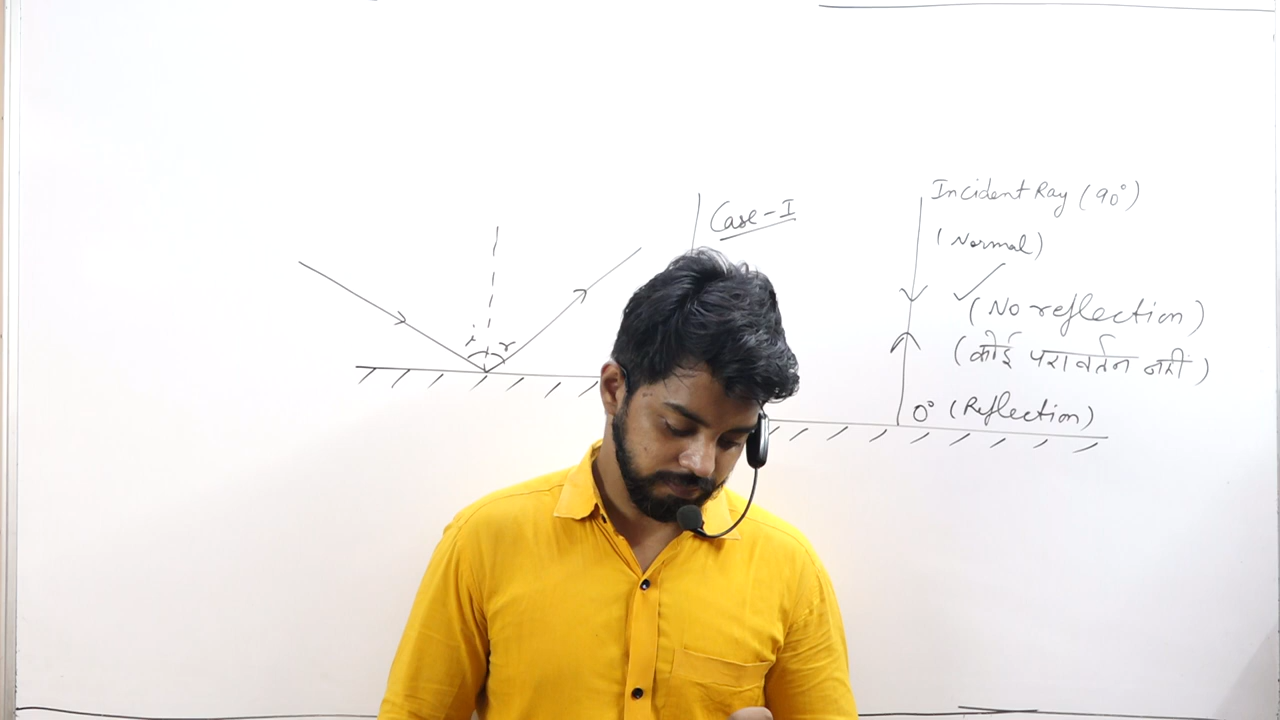 i r
Case-I
Incident Ray (90°)
(Normal)
(No reflection)
(कोई परावर्तन नहीं)
0° (Reflection)